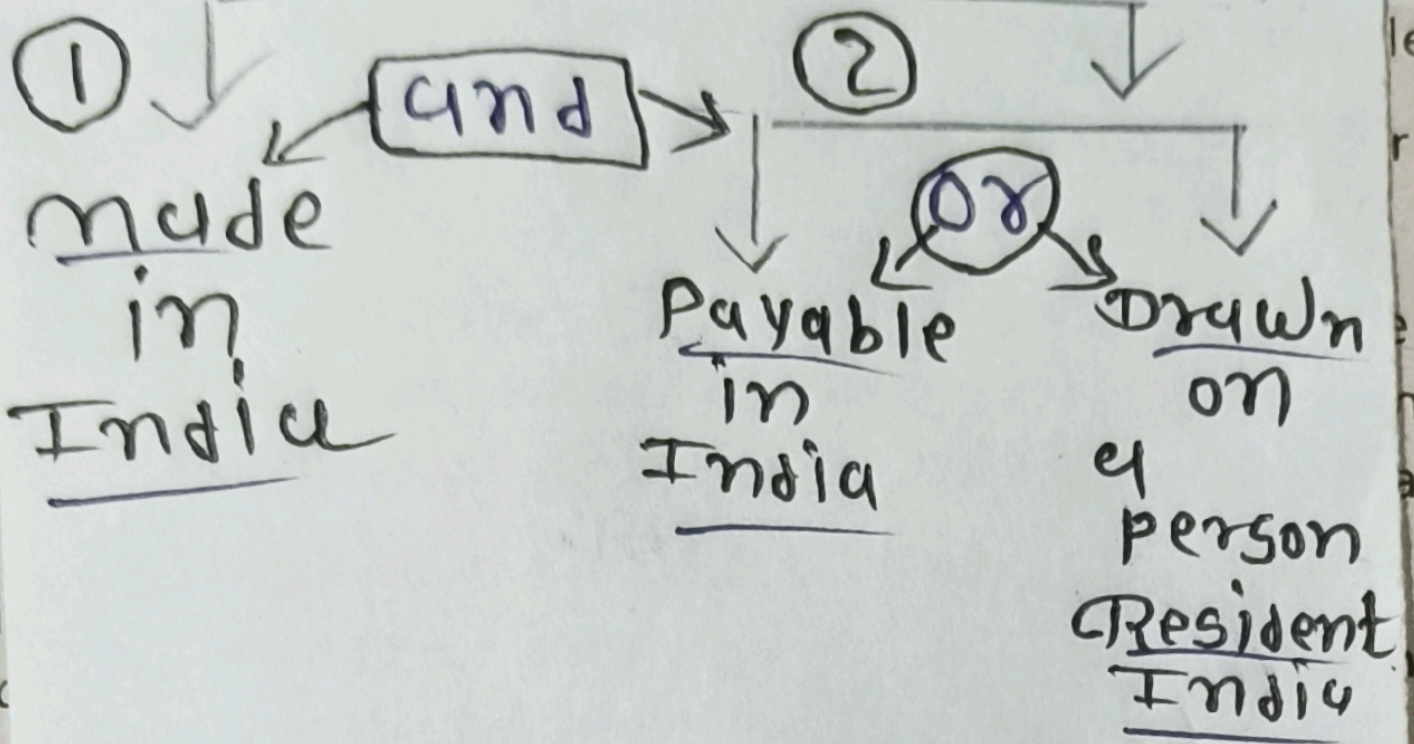 1
and
2
made
in
India
or
Payable
in
India
Drawn
on
a
person
Resident
India